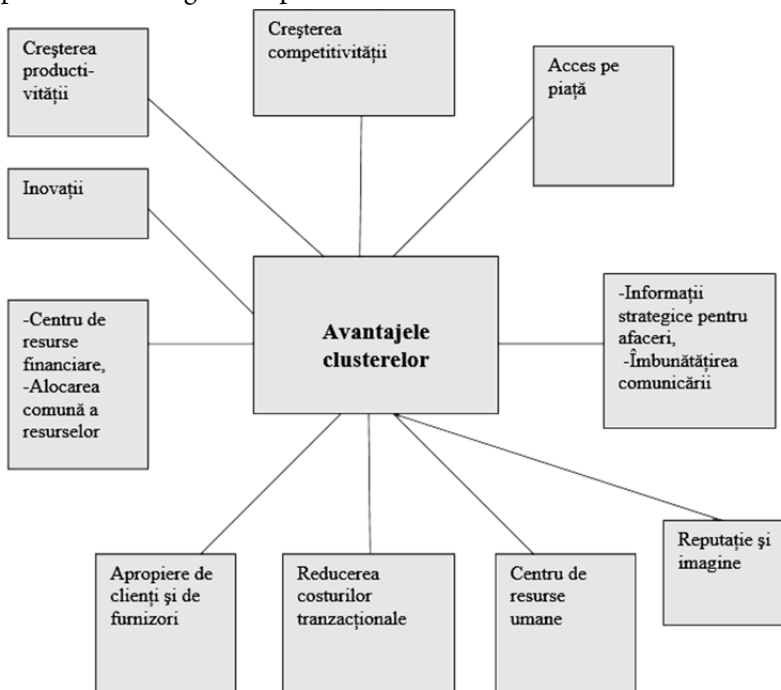 Creşterea
producti-
vităţii
Creşterea
competitivităţii
Acces pe
piaţă
Inovaţii
-Centru de
resurse
financiare,
-Alocarea
comună a
resurselor
Avantajele
clusterelor
-Informaţii
strategice pentru
afaceri,
-Îmbunătăţirea
comunicării
Apropiere de
clienţi şi de
furnizori
Reducerea
costurilor
tranzacţionale
Centru de
resurse
umane
Reputaţie şi
imagine